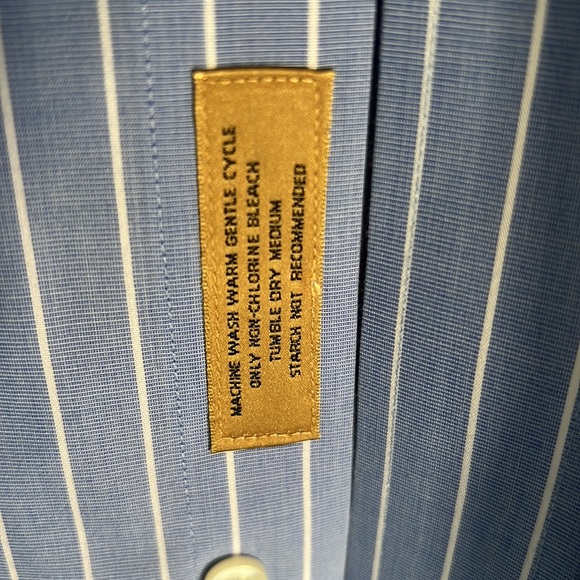 MACHINE WASH WARM GENTLE CYCLE
ONLY NON-CHLORINE BLEACH
TUMBLE DRY MEDIUM
STARCH NOT RECOMMENDED